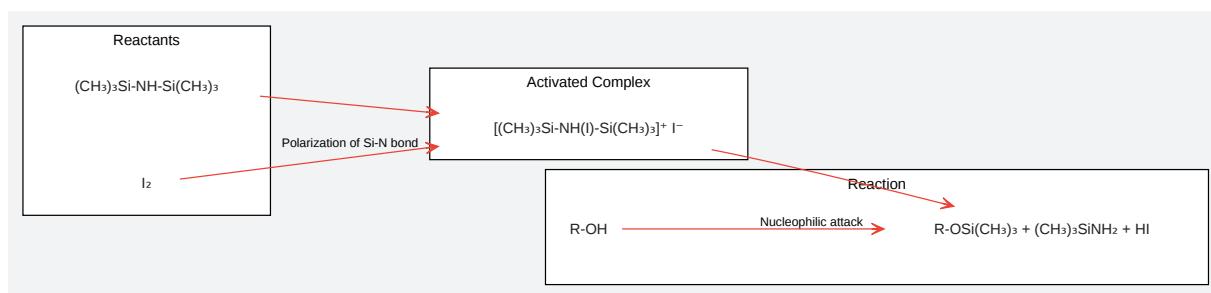 Reactants
(CH₃)₃Si-NH-Si(CH₃)₃
I₂
Polarization of Si-N bond
Activated Complex
[(CH₃)₃Si-NH(I)-Si(CH₃)₃]⁺ I⁻
Reaction
R-OH
Nucleophilic attack
R-OSi(CH₃)₃ + (CH₃)₃SiNH₂ + HI